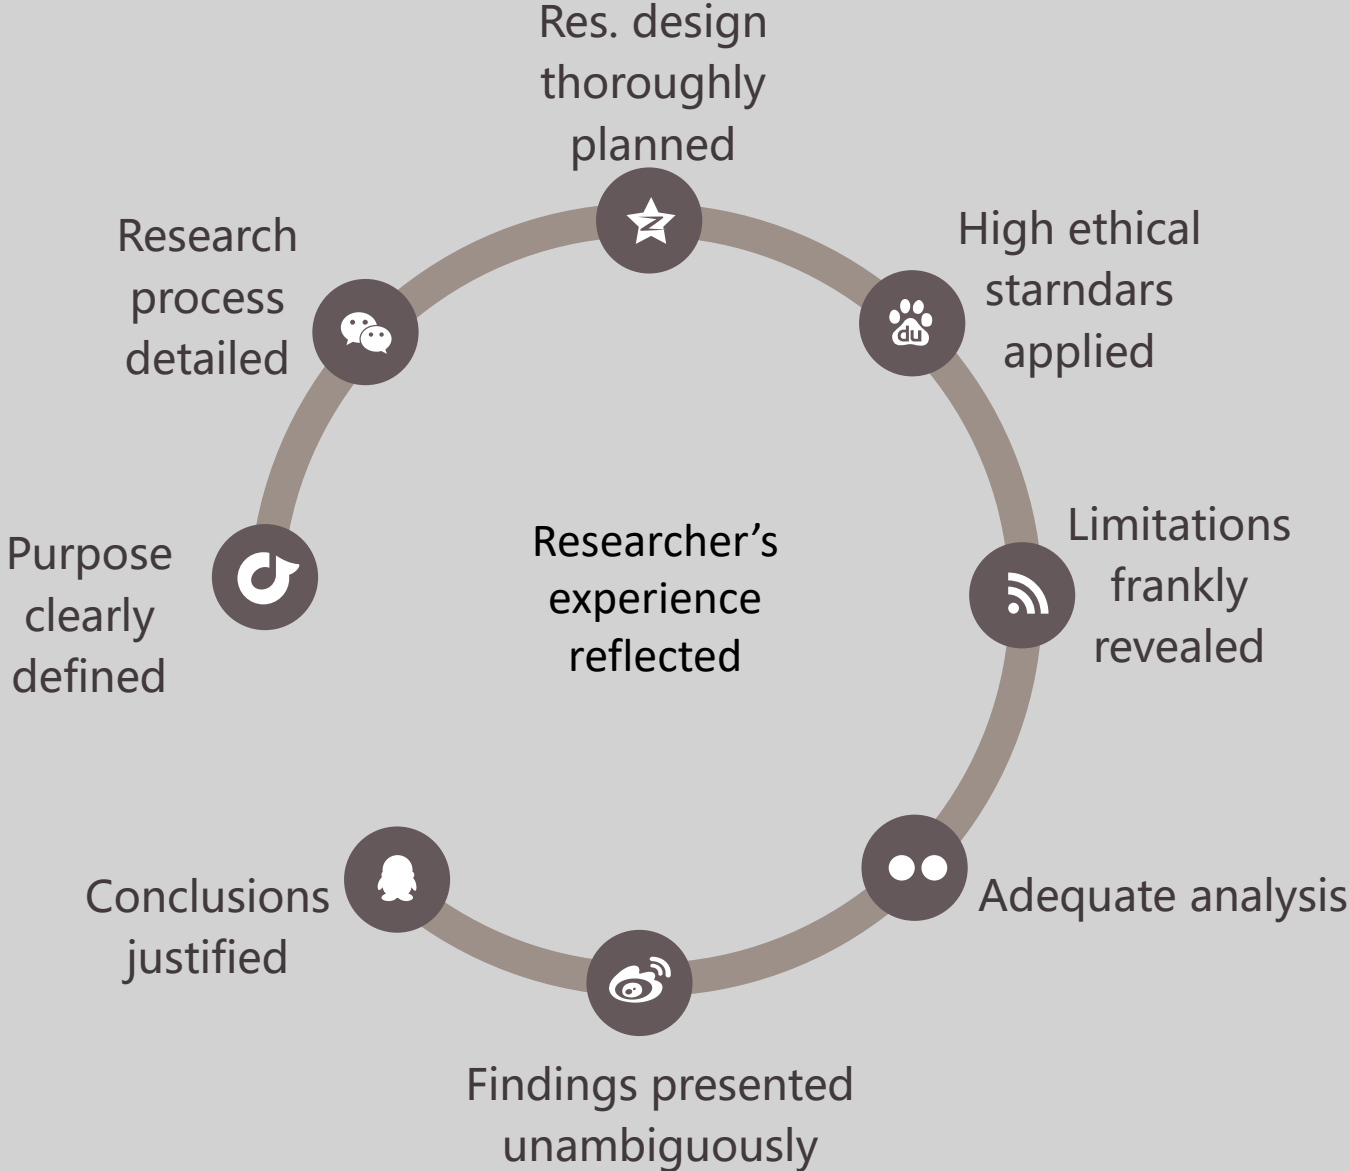 Res. design
thoroughly
planned
Research
process
detailed
High ethical
starndars
applied
Purpose
clearly
defined
Researcher’s
experience
reflected
Limitations
frankly
revealed
Conclusions
justified
Adequate analysis
Findings presented
unambiguously
Z
du